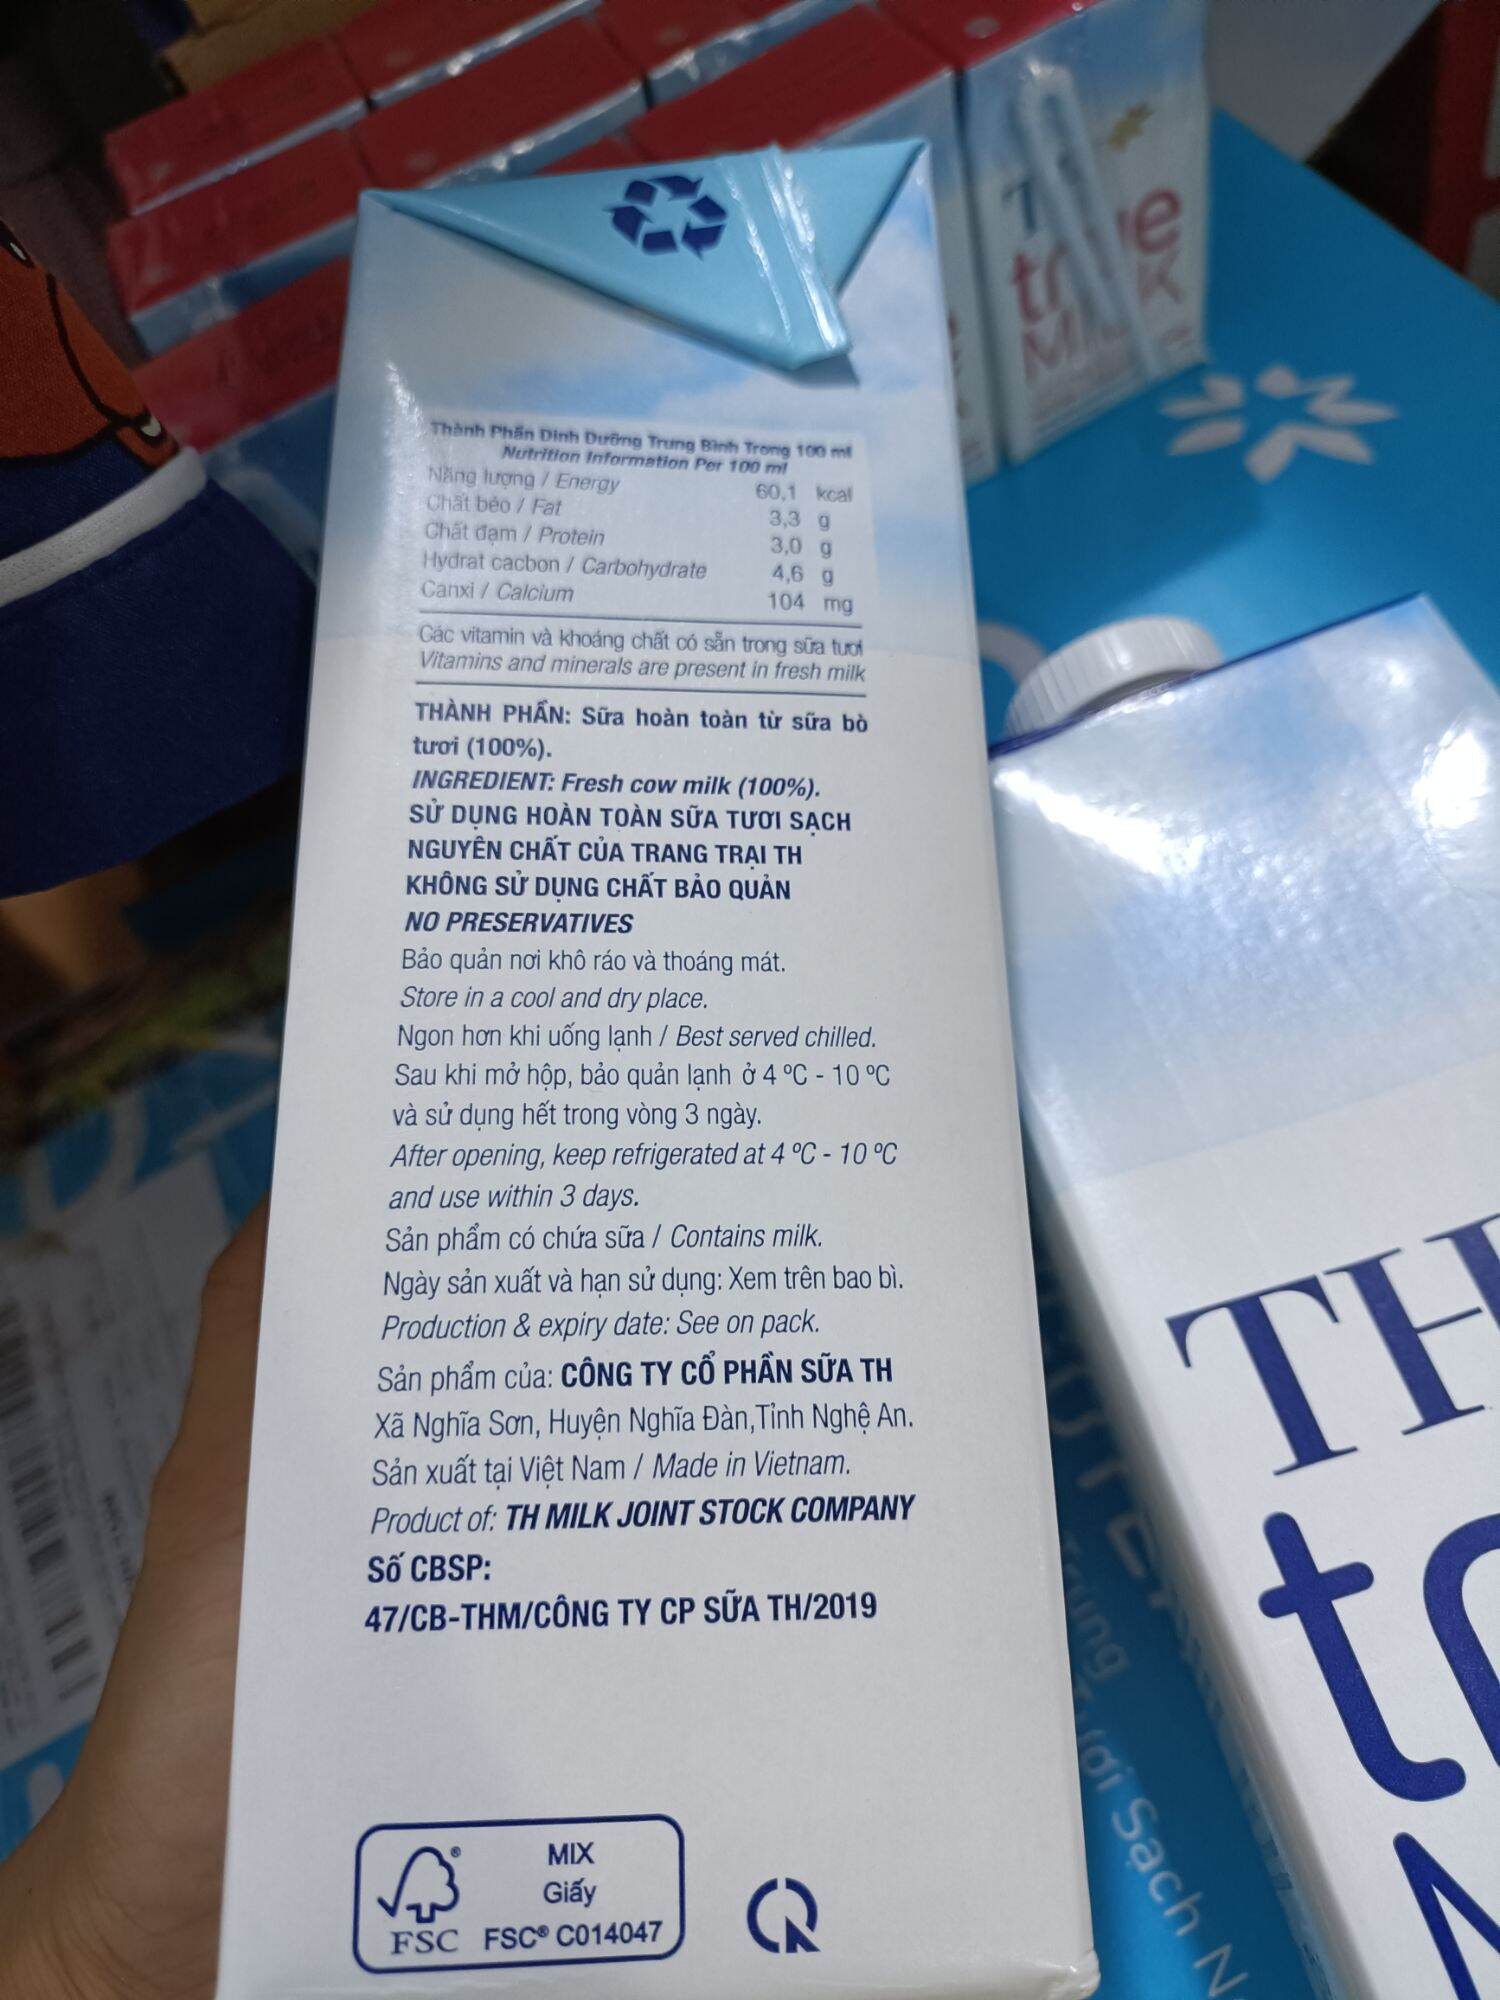 Thành Phần Dinh Dưỡng Trung Bình Trong 100 ml
Nutrition Information Per 100 ml
Năng lượng / Energy 60,1 kcal
Chất béo / Fat 3,3 g
Chất đạm / Protein 3,0 g
Hydrat cacbon / Carbohydrate 4,6 g
Canxi / Calcium 104 mg
Các vitamin và khoáng chất có sẵn trong sữa tươi
Vitamins and minerals are present in fresh milk
THÀNH PHẦN: Sữa hoàn toàn từ sữa bò
tươi (100%).
INGREDIENT: Fresh cow milk (100%).
SỬ DỤNG HOÀN TOÀN SỮA TƯƠI SẠCH
NGUYÊN CHẤT CỦA TRANG TRẠI TH
KHÔNG SỬ DỤNG CHẤT BẢO QUẢN
NO PRESERVATIVES
Bảo quản nơi khô ráo và thoáng mát.
Store in a cool and dry place.
Ngon hơn khi uống lạnh / Best served chilled.
Sau khi mở hộp, bảo quản lạnh ở 4 ºC - 10 ºC
và sử dụng hết trong vòng 3 ngày.
After opening, keep refrigerated at 4 ºC - 10 ºC
and use within 3 days.
Sản phẩm có chứa sữa / Contains milk.
Ngày sản xuất và hạn sử dụng: Xem trên bao bì.
Production & expiry date: See on pack.
Sản phẩm của: CÔNG TY CỔ PHẦN SỮA TH
Xã Nghĩa Sơn, Huyện Nghĩa Đàn, Tỉnh Nghệ An.
Sản xuất tại Việt Nam / Made in Vietnam.
Product of: TH MILK JOINT STOCK COMPANY
Số CBSP:
47/CB-THM/CÔNG TY CP SỮA TH/2019
MIX
Giấy
FSC FSC® C014047
TH
true
MILK
TH